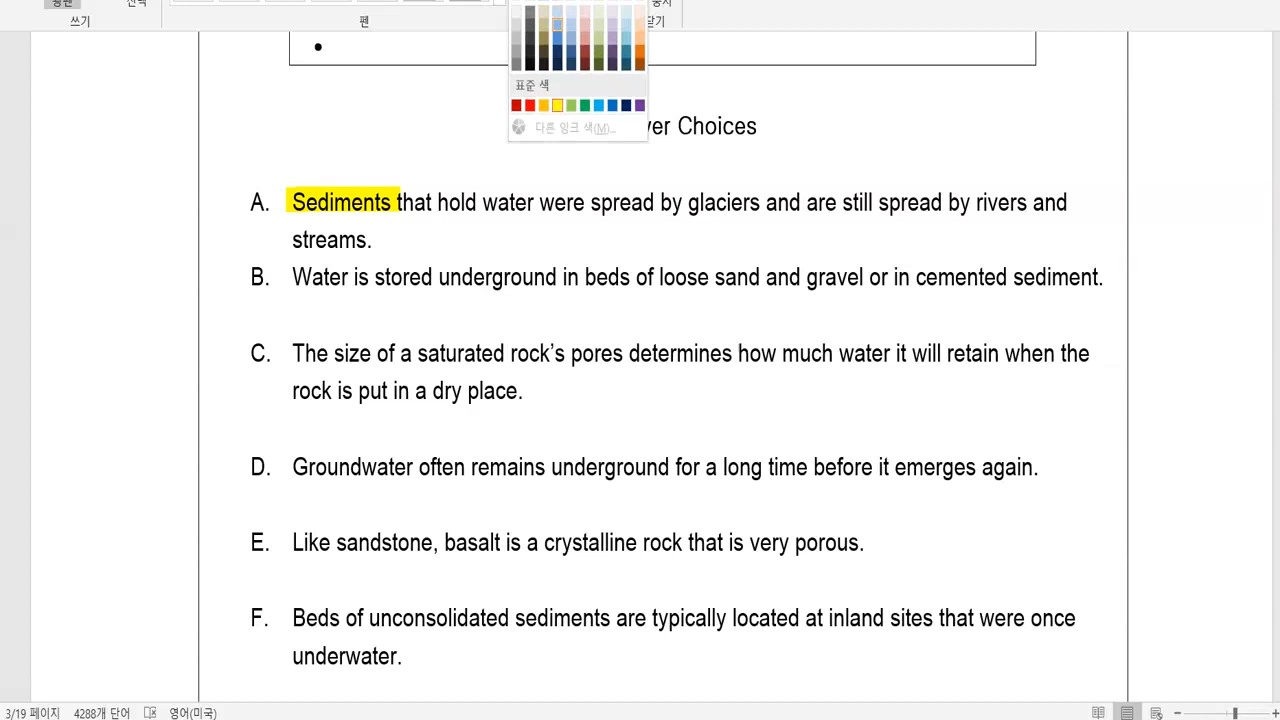 쓰기
펜
닫기
•
표준 색
다른 잉크 색(M)...
Choices
A. Sediments that hold water were spread by glaciers and are still spread by rivers and
streams.
B. Water is stored underground in beds of loose sand and gravel or in cemented sediment.
C. The size of a saturated rock’s pores determines how much water it will retain when the
rock is put in a dry place.
D. Groundwater often remains underground for a long time before it emerges again.
E. Like sandstone, basalt is a crystalline rock that is very porous.
F. Beds of unconsolidated sediments are typically located at inland sites that were once
underwater.
3/19 페이지 4288개 단어 영어(미국)